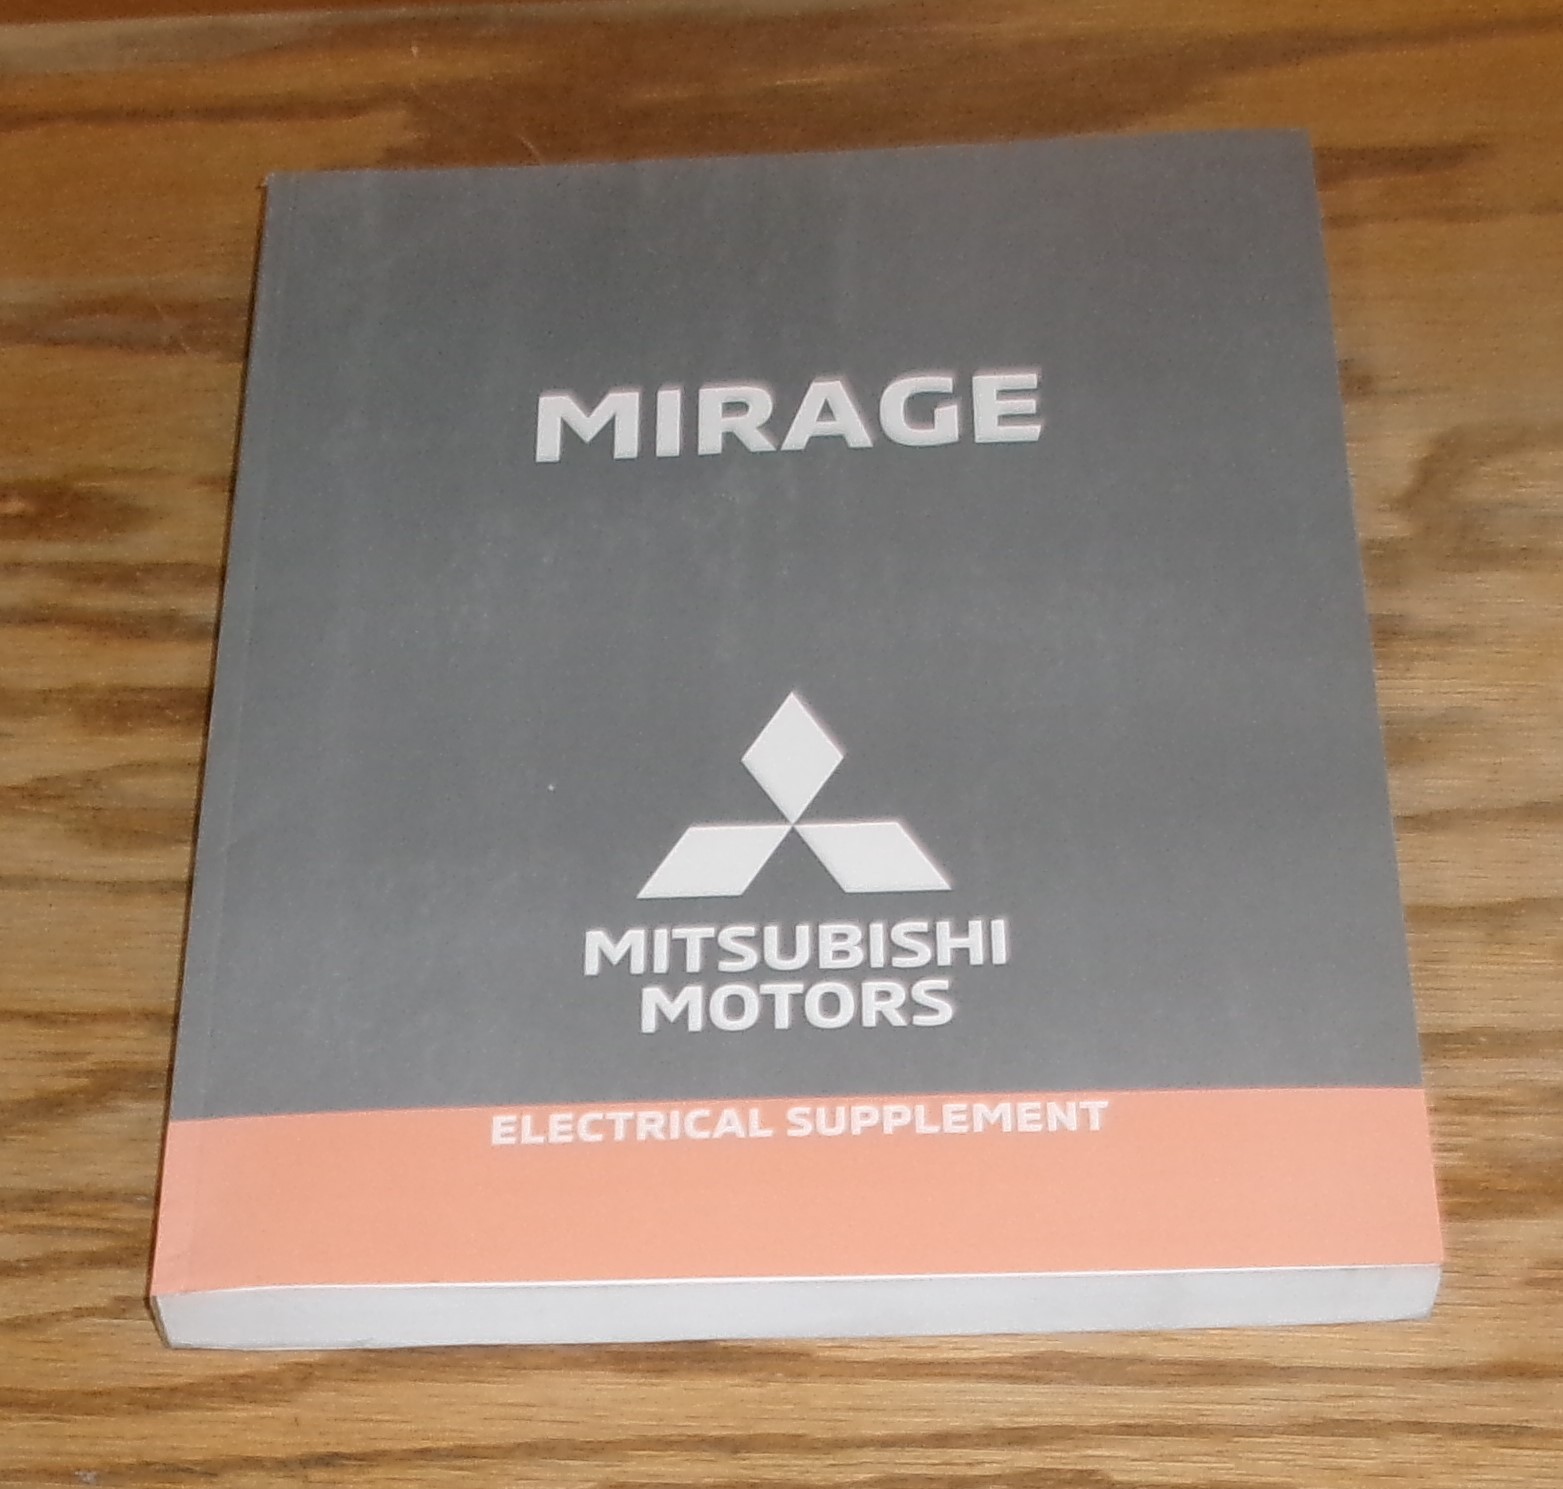 MIRAGE
MITSUBISHI
MOTORS
ELECTRICAL SUPPLEMENT